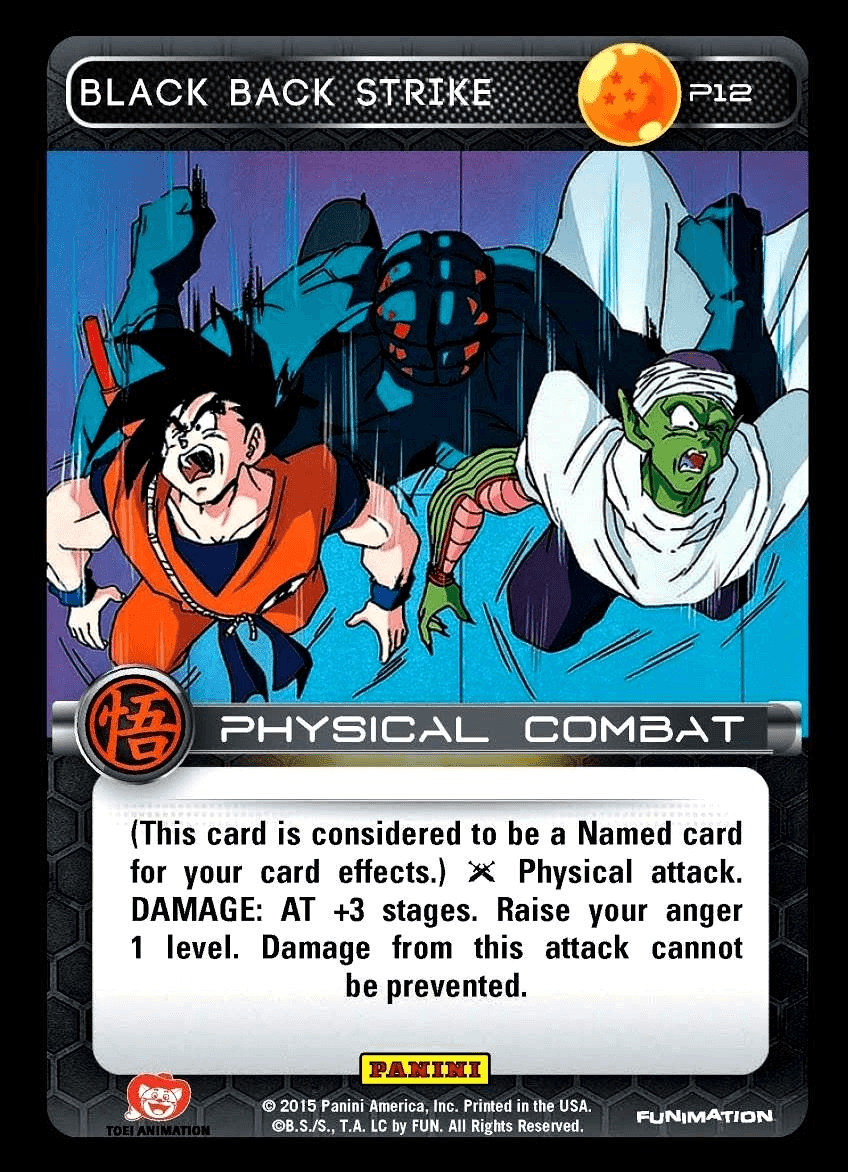 BLACK BACK STRIKE P12
悟 PHYSICAL COMBAT
(This card is considered to be a Named card
for your card effects.) Physical attack.
DAMAGE: AT +3 stages. Raise your anger
1 level. Damage from this attack cannot
be prevented.
PANINI
© 2015 Panini America, Inc. Printed in the USA.
©B.S./S., T.A. LC by FUN. All Rights Reserved.
TOEI ANIMATION
FUNIMATION